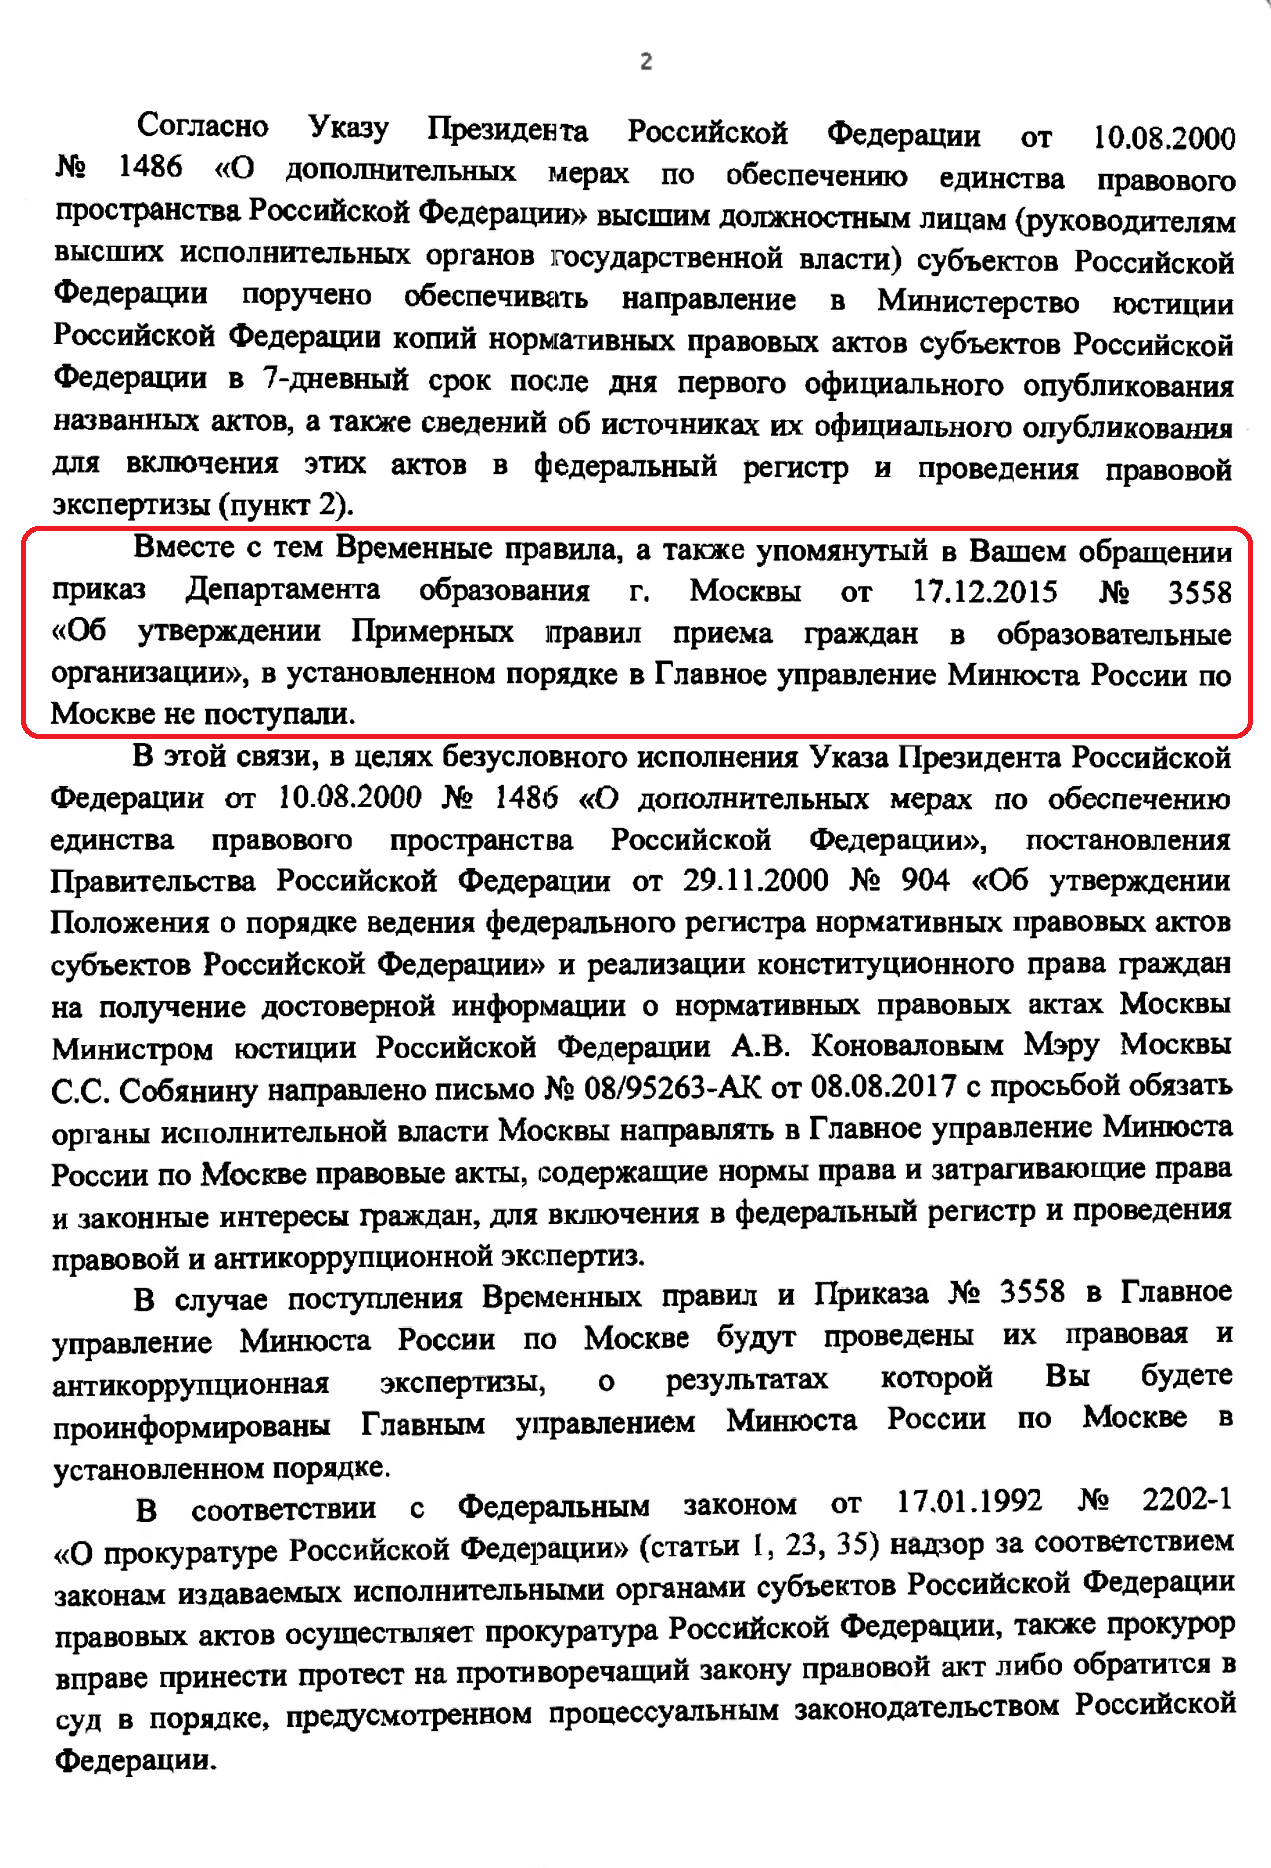 2
Согласно Указу Президента Российской Федерации от 10.08.2000
№ 1486 «О дополнительных мерах по обеспечению единства правового
пространства Российской Федерации» высшим должностным лицам (руководителям
высших исполнительных органов государственной власти) субъектов Российской
Федерации поручено обеспечивать направление в Министерство юстиции
Российской Федерации копий нормативных правовых актов субъектов Российской
Федерации в 7-дневный срок после дня первого официального опубликования
названных актов, а также сведений об источниках их официального опубликования
для включения этих актов в федеральный регистр и проведения правовой
экспертизы (пункт 2).
Вместе с тем Временные правила, а также упомянутый в Вашем обращении
приказ Департамента образования г. Москвы от 17.12.2015 № 3558
«Об утверждении Примерных правил приема граждан в образовательные
организации», в установленном порядке в Главное управление Минюста России по
Москве не поступали.
В этой связи, в целях безусловного исполнения Указа Президента Российской
Федерации от 10.08.2000 № 1486 «О дополнительных мерах по обеспечению
единства правового пространства Российской Федерации», постановления
Правительства Российской Федерации от 29.11.2000 № 904 «Об утверждении
Положения о порядке ведения федерального регистра нормативных правовых актов
субъектов Российской Федерации» и реализации конституционного права граждан
на получение достоверной информации о нормативных правовых актах Москвы
Министром юстиции Российской Федерации А.В. Коноваловым Мэру Москвы
С.С. Собянину направлено письмо № 08/95263-АК от 08.08.2017 с просьбой обязать
органы исполнительной власти Москвы направлять в Главное управление Минюста
России по Москве правовые акты, содержащие нормы права и затрагивающие права
и законные интересы граждан, для включения в федеральный регистр и проведения
правовой и антикоррупционной экспертиз.
В случае поступления Временных правил и Приказа № 3558 в Главное
управление Минюста России по Москве будут проведены их правовая и
антикоррупционная экспертизы, о результатах которой Вы будете
проинформированы Главным управлением Минюста России по Москве в
установленном порядке.
В соответствии с Федеральным законом от 17.01.1992 № 2202-1
«О прокуратуре Российской Федерации» (статьи 1, 23, 35) надзор за соответствием
законам издаваемых исполнительными органами субъектов Российской Федерации
правовых актов осуществляет прокуратура Российской Федерации, также прокурор
вправе принести протест на противоречащий закону правовой акт либо обратится в
суд в порядке, предусмотренном процессуальным законодательством Российской
Федерации.